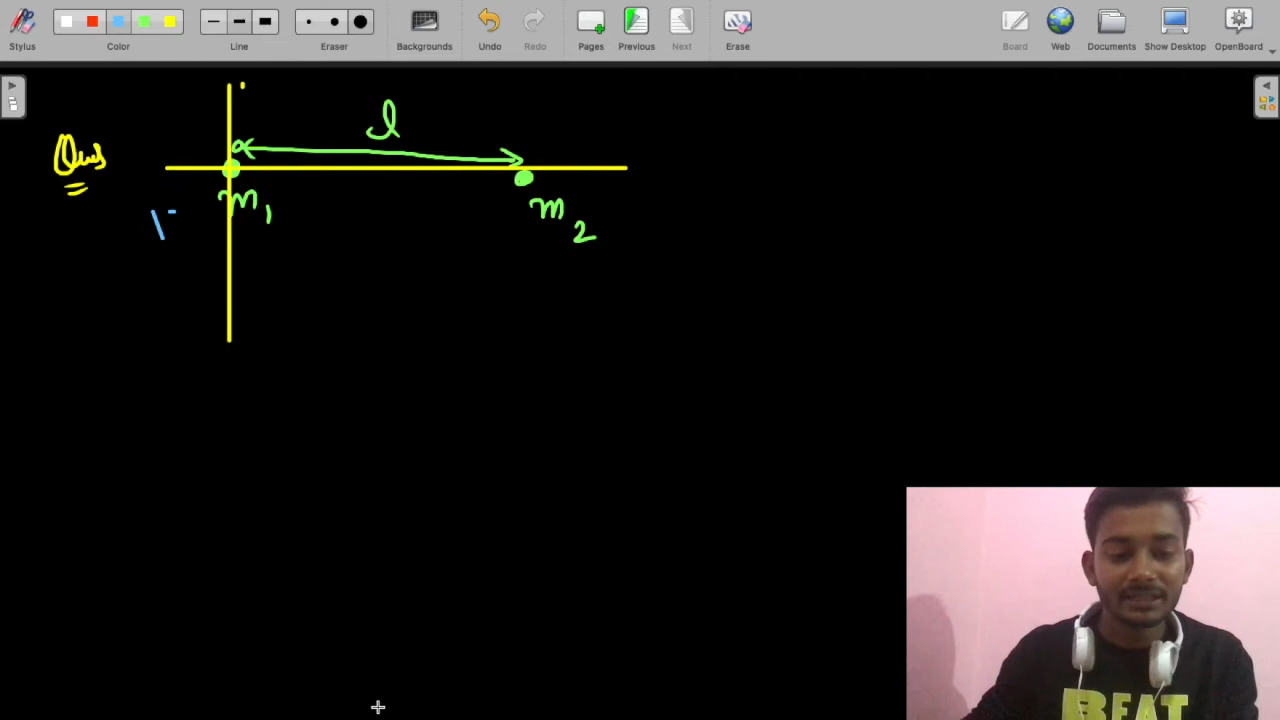 Stylus Color Line Eraser Backgrounds Undo Redo Pages Previous Next Erase Board Web Documents Show Desktop OpenBoard
l
Ques
m1
m2
BEAT